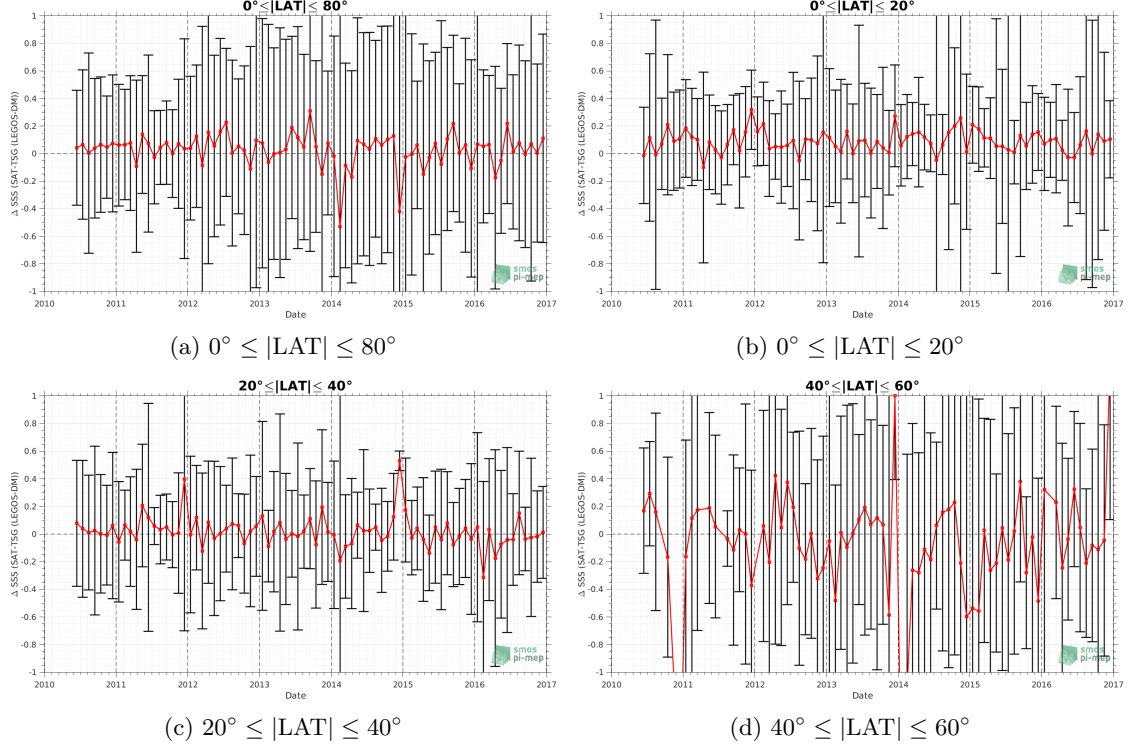 0°≤|LAT|≤ 80°
Δ SSS (SAT-TSG (LEGOS-DM))
1
0.8
0.6
0.4
0.2
0
-0.2
-0.4
-0.6
-0.8
-1
2010 2011 2012 2013 2014 2015 2016 2017
Date
smos
pi-mep
(a) 0° ≤ |LAT| ≤ 80°
0°≤|LAT|≤ 20°
Δ SSS (SAT-TSG (LEGOS-DM))
1
0.8
0.6
0.4
0.2
0
-0.2
-0.4
-0.6
-0.8
-1
2010 2011 2012 2013 2014 2015 2016 2017
Date
smos
pi-mep
(b) 0° ≤ |LAT| ≤ 20°
20°≤|LAT|≤ 40°
Δ SSS (SAT-TSG (LEGOS-DM))
1
0.8
0.6
0.4
0.2
0
-0.2
-0.4
-0.6
-0.8
-1
2010 2011 2012 2013 2014 2015 2016 2017
Date
smos
pi-mep
(c) 20° ≤ |LAT| ≤ 40°
40°≤|LAT|≤ 60°
Δ SSS (SAT-TSG (LEGOS-DM))
1
0.8
0.6
0.4
0.2
0
-0.2
-0.4
-0.6
-0.8
-1
2010 2011 2012 2013 2014 2015 2016 2017
Date
smos
pi-mep
(d) 40° ≤ |LAT| ≤ 60°